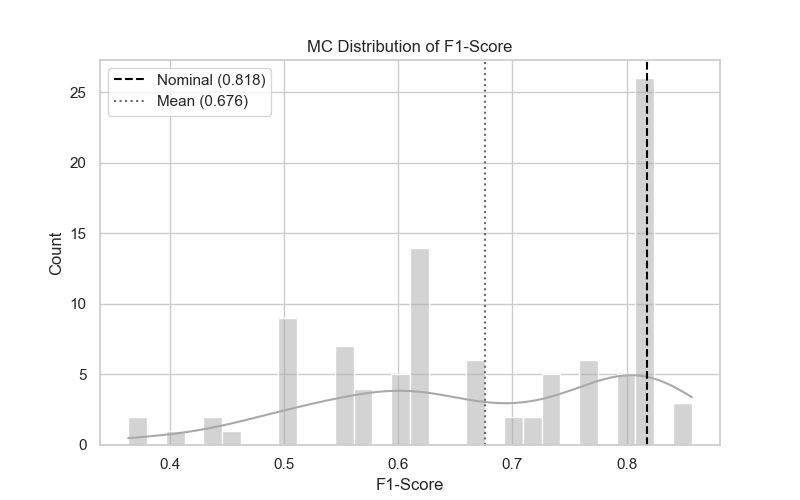 MC Distribution of F1-Score
Nominal (0.818)
Mean (0.676)
25
20
15
10
5
0
Count
0.4 0.5 0.6 0.7 0.8
F1-Score